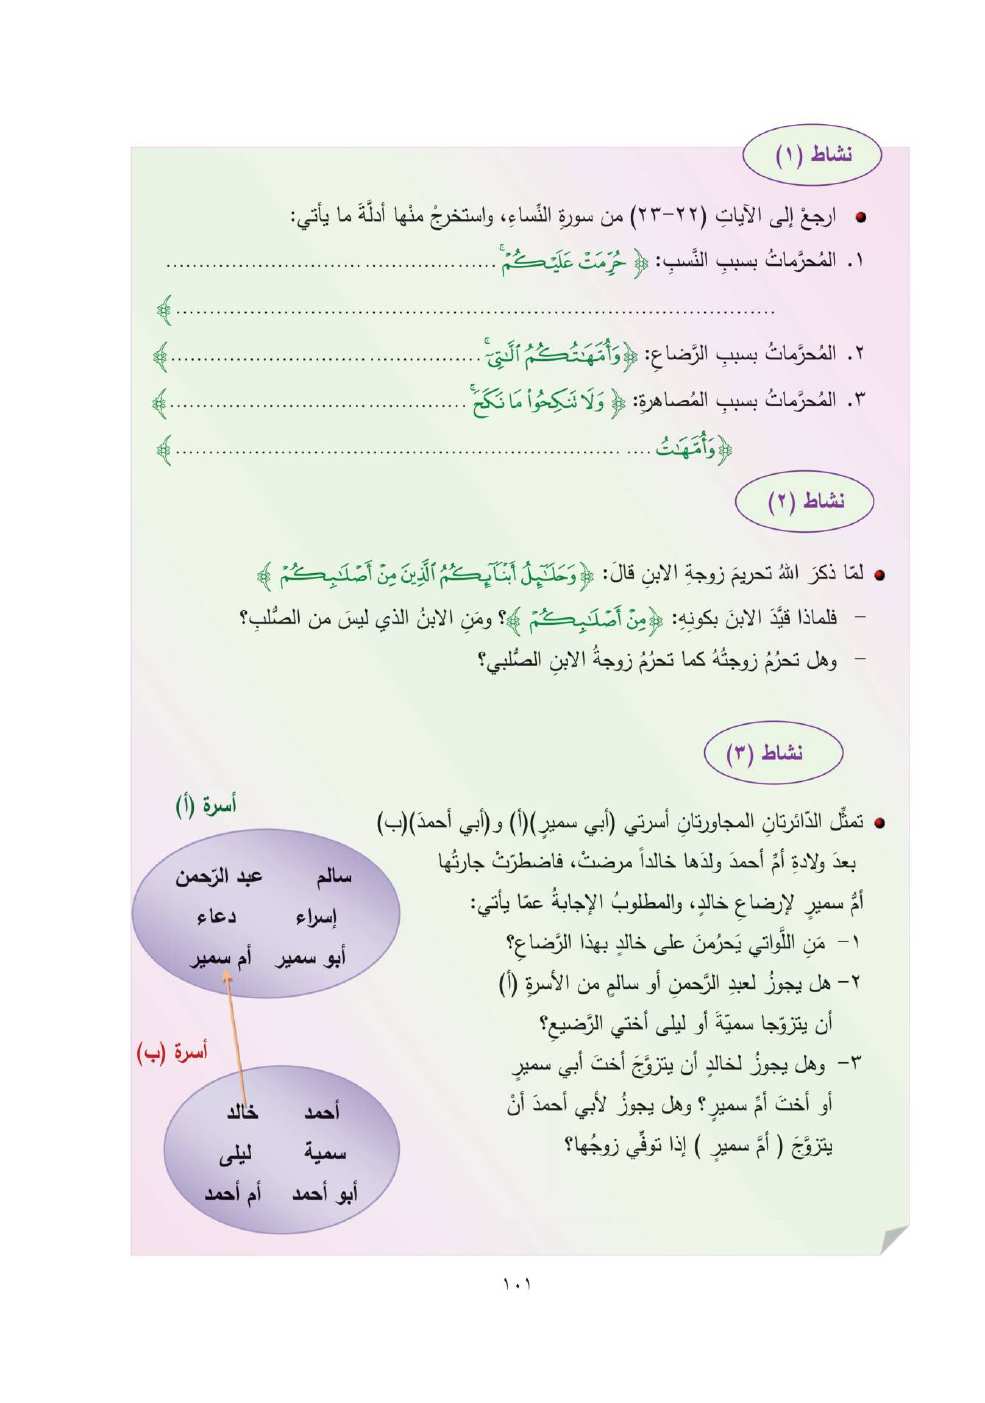 نشاط (١)
• ارجعْ إلى الآياتِ (٢٢-٢٣) من سورةِ النِّساءِ، واستخرجْ منْها أدلَّةَ ما يأتي:
١. المُحرَّماتُ بسببِ النَّسبِ: ﴿ حُرِّمَتْ عَلَيْكُمْ ................................................
........................................................................................ ﴾
٢. المُحرَّماتُ بسببِ الرَّضاعِ: ﴿وَأُمَّهَٰتُكُمُ ٱلَّٰتِىٓ ..............................................﴾
٣. المُحرَّماتُ بسببِ المُصاهرةِ: ﴿ وَلَا تَنكِحُوا۟ مَا نَكَحَ ..............................................﴾
﴿وَأُمَّهَٰتُ .... .................................................................. ﴾
نشاط (٢)
• لمّا ذكرَ اللهُ تحريمَ زوجةِ الابنِ قالَ: ﴿وَحَلَٰٓئِلُ أَبْنَآئِكُمُ ٱلَّذِينَ مِنْ أَصْلَٰبِكُمْ ﴾
– فلماذا قيَّدَ الابنَ بكونِهِ: ﴿مِنْ أَصْلَٰبِكُمْ ﴾؟ ومَنِ الابنُ الذي ليسَ من الصُّلبِ؟
– وهل تحرُمُ زوجتُهُ كما تحرُمُ زوجةُ الابنِ الصُّلبي؟
نشاط (٣)
• تمثِّل الدّائرتانِ المجاورتانِ أسرتي (أبي سميرٍ)(أ) و(أبي أحمدَ)(ب)
بعدَ ولادةِ أمِّ أحمدَ ولدَها خالداً مرضتْ، فاضطرّتْ جارتُها
أمُّ سميرٍ لإرضاعِ خالدٍ، والمطلوبُ الإجابةُ عمّا يأتي:
١- مَنِ اللَّواتي يَحرُمنَ على خالدٍ بهذا الرَّضاعِ؟
٢- هل يجوزُ لعبدِ الرَّحمنِ أو سالمٍ من الأسرةِ (أ)
أن يتزوّجا سميّةَ أو ليلى أختي الرَّضيعِ؟
٣- وهل يجوزُ لخالدٍ أن يتزوَّجَ أختَ أبي سميرٍ
أو أختَ أمِّ سميرٍ؟ وهل يجوزُ لأبي أحمدَ أنْ
يتزوَّجَ ( أمَّ سميرٍ ) إذا توفِّي زوجُها؟
أسرة (أ)
سالم عبد الرّحمن
إسراء دعاء
أبو سمير أم سمير
أسرة (ب)
أحمد خالد
سمية ليلى
أبو أحمد أم أحمد
١٠١